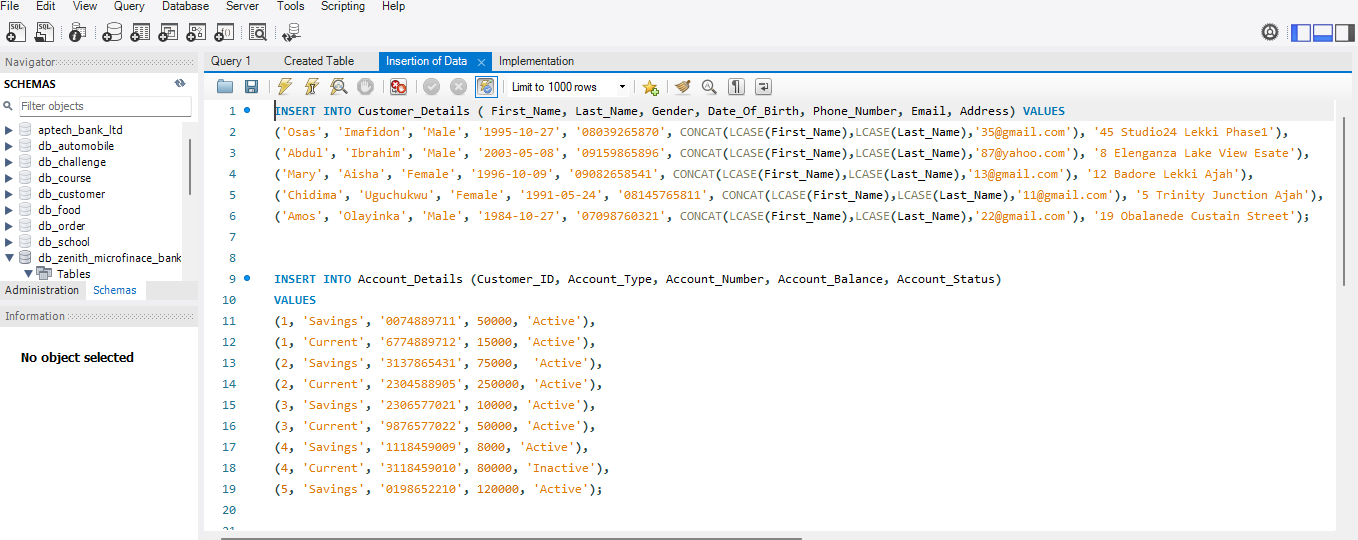 File Edit View Query Database Server Tools Scripting Help
Navigator
SCHEMAS
Filter objects
aptech_bank_ltd
db_automobile
db_challenge
db_course
db_customer
db_food
db_order
db_school
db_zenith_microfinace_bank
Tables
Administration Schemas
Information
No object selected
Query 1 Created Table Insertion of Data Implementation
Limit to 1000 rows
1 INSERT INTO Customer_Details ( First_Name, Last_Name, Gender, Date_Of_Birth, Phone_Number, Email, Address) VALUES
2 ('Osas', 'Imafidon', 'Male', '1995-10-27', '08039265870', CONCAT(LCASE(First_Name),LCASE(Last_Name),'35@gmail.com'), '45 Studio24 Lekki Phase1'),
3 ('Abdul', 'Ibrahim', 'Male', '2003-05-08', '09159865896', CONCAT(LCASE(First_Name),LCASE(Last_Name),'87@yahoo.com'), '8 Elenganza Lake View Esate'),
4 ('Mary', 'Aisha', 'Female', '1996-10-09', '09082658541', CONCAT(LCASE(First_Name),LCASE(Last_Name),'13@gmail.com'), '12 Badore Lekki Ajah'),
5 ('Chidima', 'Uguchukwu', 'Female', '1991-05-24', '08145765811', CONCAT(LCASE(First_Name),LCASE(Last_Name),'11@gmail.com'), '5 Trinity Junction Ajah'),
6 ('Amos', 'Olayinka', 'Male', '1984-10-27', '07098760321', CONCAT(LCASE(First_Name),LCASE(Last_Name),'22@gmail.com'), '19 Obalanede Custain Street');
7
8
9 INSERT INTO Account_Details (Customer_ID, Account_Type, Account_Number, Account_Balance, Account_Status)
10 VALUES
11 (1, 'Savings', '0074889711', 50000, 'Active'),
12 (1, 'Current', '6774889712', 15000, 'Active'),
13 (2, 'Savings', '3137865431', 75000, 'Active'),
14 (2, 'Current', '2304588905', 250000, 'Active'),
15 (3, 'Savings', '2306577021', 10000, 'Active'),
16 (3, 'Current', '9876577022', 50000, 'Active'),
17 (4, 'Savings', '1118459009', 8000, 'Active'),
18 (4, 'Current', '3118459010', 80000, 'Inactive'),
19 (5, 'Savings', '0198652210', 120000, 'Active');
20